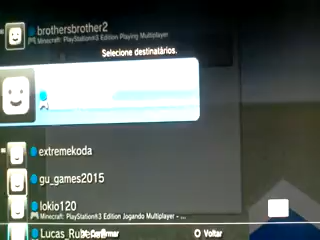 brothersbrother2
Minecraft: PlayStation®3 Edition Playing Multiplayer
Selecione destinatários.
extremekoda
gu_games2015
lokio120
Minecraft: PlayStation®3 Edition Jogando Multiplayer - ...
Lucas_Rub
Confirmar
Voltar